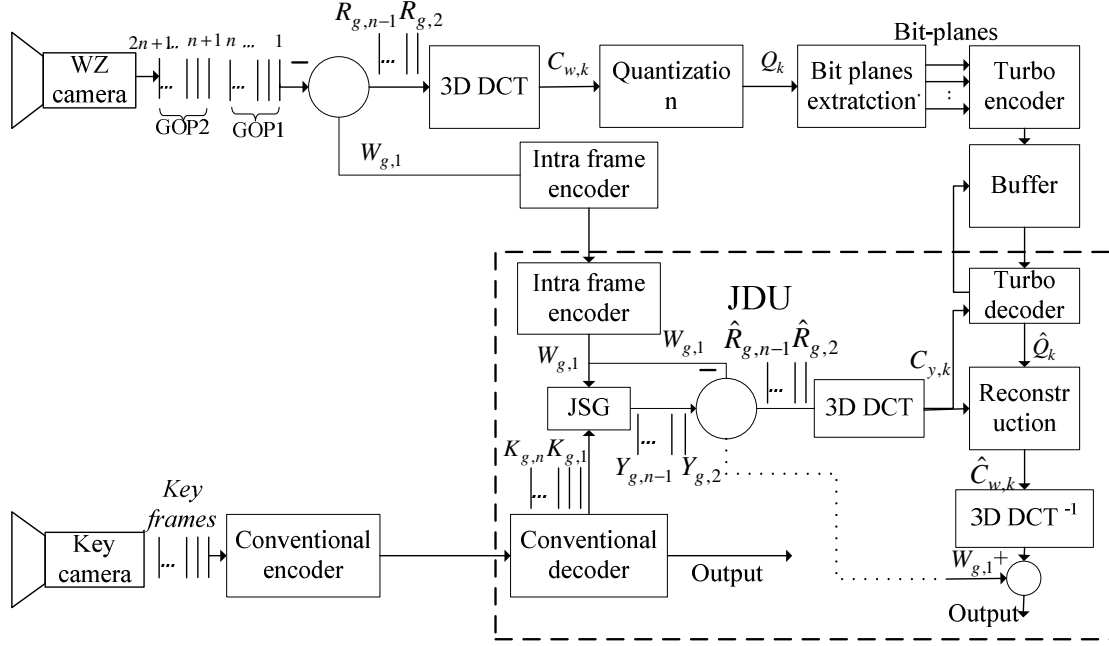 WZ
camera
2n+1.. n+1 n ... 1
...
...
GOP2
GOP1
−
R_{g,n−1} R_{g,2}
...
3D DCT
C_{w,k}
Quantizatio
n
Q_k
Bit planes
extratction
Bit-planes
Turbo
encoder
W_{g,1}
Intra frame
encoder
Buffer
Intra frame
encoder
JDU
Turbo
decoder
W_{g,1}
W_{g,1}
−
R̂_{g,n−1} R̂_{g,2}
...
C_{y,k}
Q̂_k
JSG
3D DCT
Reconstr
uction
...
Y_{g,n−1} Y_{g,2}
K_{g,n} K_{g,1}
...
Ĉ_{w,k}
3D DCT -1
Key
frames
Key
camera
...
Conventional
encoder
Conventional
decoder
Output
W_{g,1} +
Output